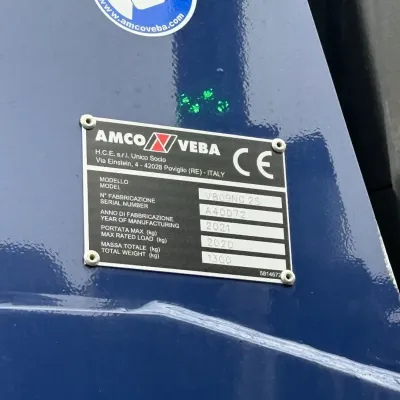 www.amcoveba.com
AMCO VEBA
H.C.E. s.r.l. Unico Socio
Via Einstein, 4 - 42028 Poviglio (RE) - ITALY
CE
MODELLO
MODEL
N° FABBRICAZIONE
SERIAL NUMBER
A40072
ANNO DI FABBRICAZIONE
YEAR OF MANUFACTURING
2021
PORTATA MAX (kg)
MAX RATED LOAD (kg)
2020
MASSA TOTALE (kg)
TOTAL WEIGHT (kg)
1300